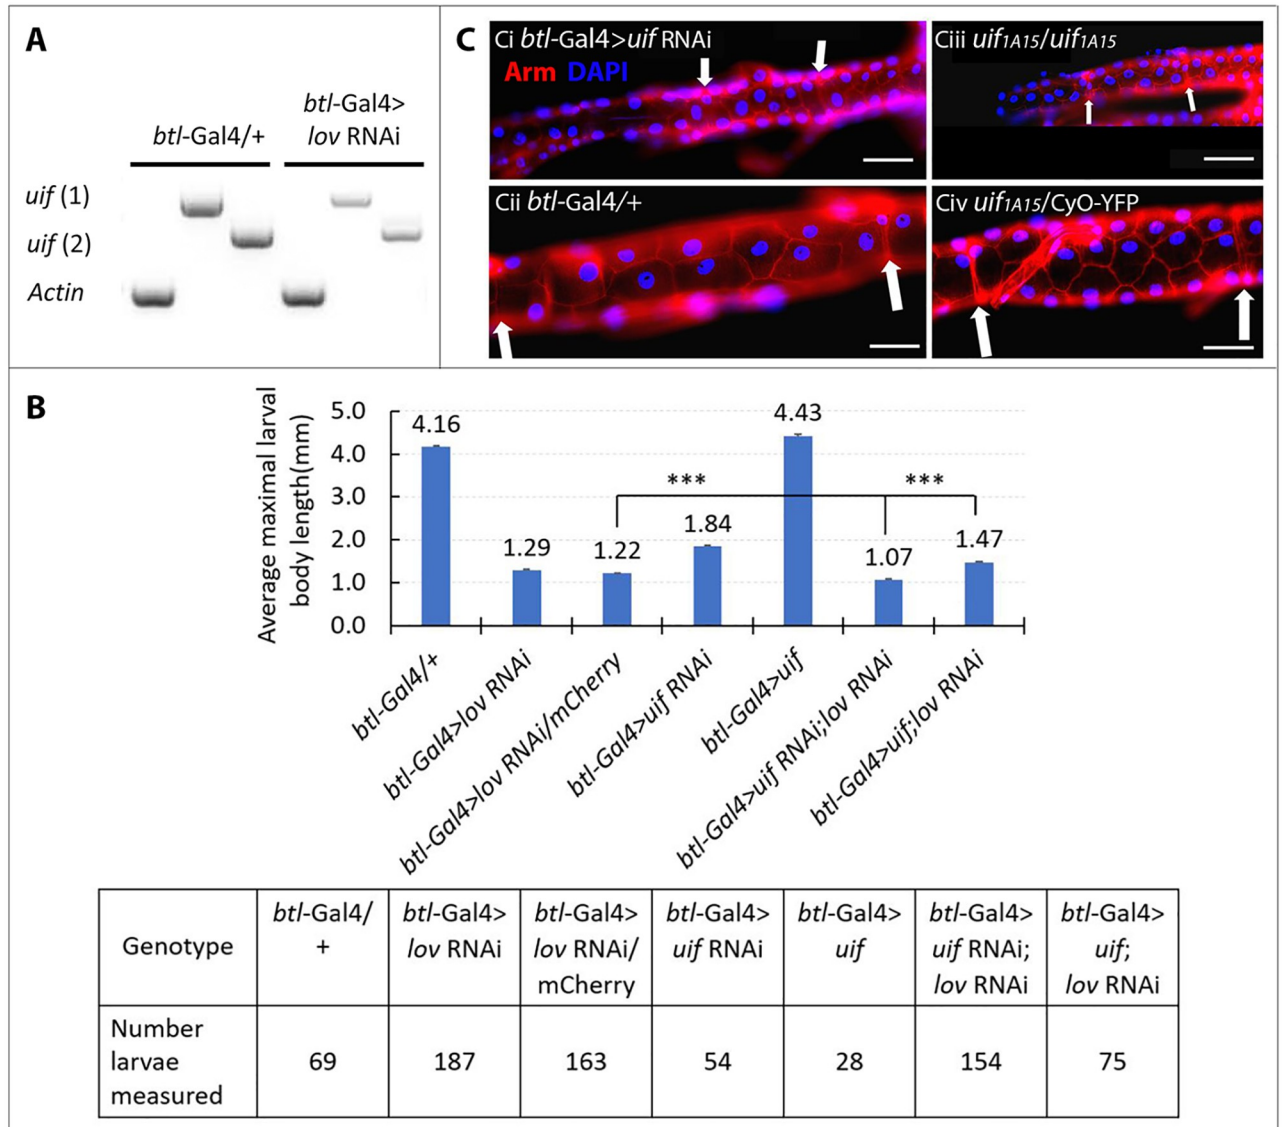 A
btl-Gal4/+
btl-Gal4>
lov RNAi
uif (1)
uif (2)
Actin
C
Ci btl-Gal4>uif RNAi
Arm DAPI
Ciii uif1A15/uif1A15
Cii btl-Gal4/+
Civ uif1A15/CyO-YFP
B
Average maximal larval
body length(mm)
5.0
4.0
3.0
2.0
1.0
0.0
4.16
1.29
1.22
1.84
4.43
1.07
1.47
***
***
btl-Gal4/+
btl-Gal4>lov RNAi
btl-Gal4>lov RNAi/mCherry
btl-Gal4>uif RNAi
btl-Gal4>uif
btl-Gal4>uif RNAi;lov RNAi
btl-Gal4>uif;lov RNAi
Genotype
btl-Gal4/
+
btl-Gal4>
lov RNAi
btl-Gal4>
lov RNAi/
mCherry
btl-Gal4>
uif RNAi
btl-Gal4>
uif
btl-Gal4>
uif RNAi;
lov RNAi
btl-Gal4>
uif;
lov RNAi
Number
larvae
measured
69
187
163
54
28
154
75